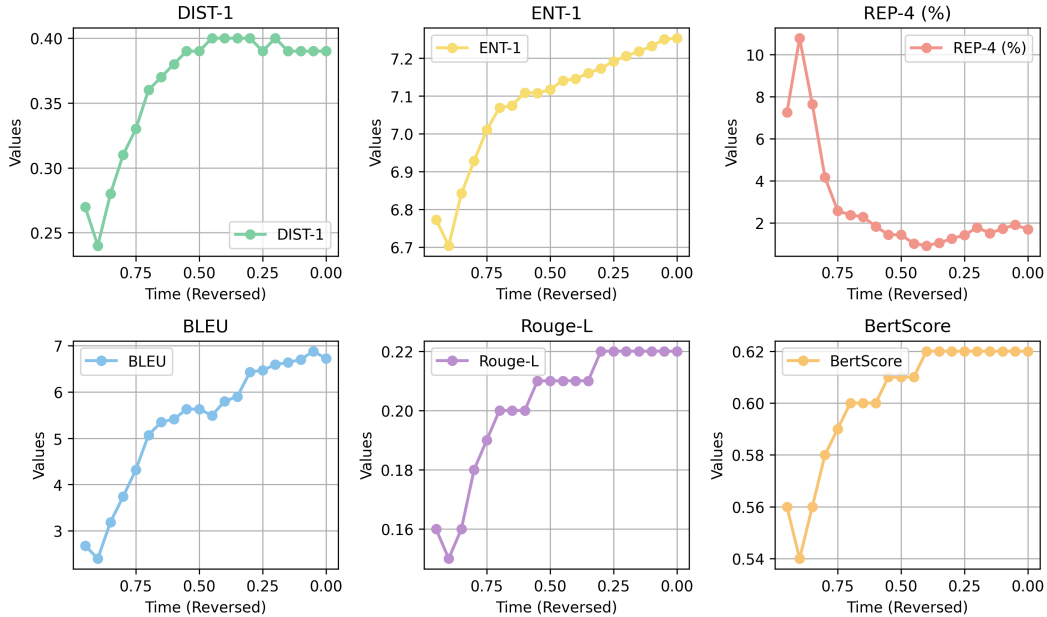 DIST-1
0.40
0.35
0.30
0.25
Values
DIST-1
0.75 0.50 0.25 0.00
Time (Reversed)
ENT-1
7.2
7.1
7.0
6.9
6.8
6.7
Values
ENT-1
0.75 0.50 0.25 0.00
Time (Reversed)
REP-4 (%)
10
8
6
4
2
Values
REP-4 (%)
0.75 0.50 0.25 0.00
Time (Reversed)
BLEU
7
6
5
4
3
Values
BLEU
0.75 0.50 0.25 0.00
Time (Reversed)
Rouge-L
0.22
0.20
0.18
0.16
Values
Rouge-L
0.75 0.50 0.25 0.00
Time (Reversed)
BertScore
0.62
0.60
0.58
0.56
0.54
Values
BertScore
0.75 0.50 0.25 0.00
Time (Reversed)